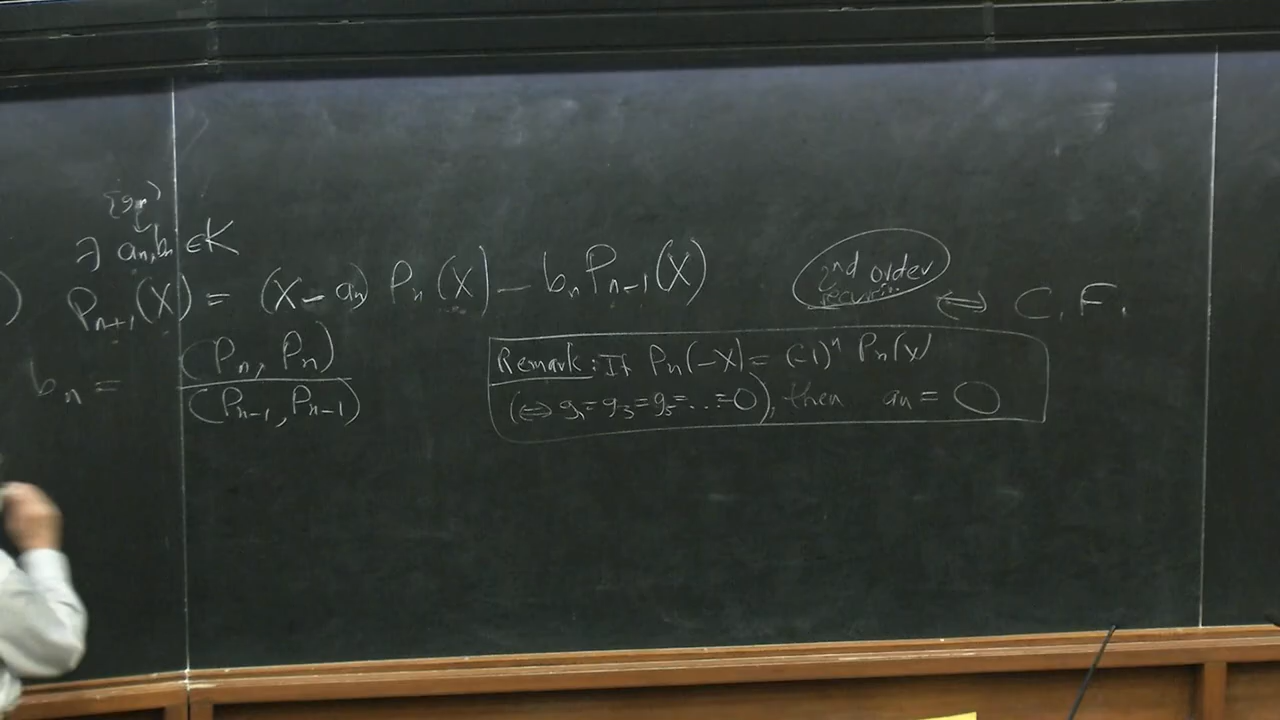 {g_n}
∃ a_n, b_n ∈ K
) P_{n+1}(X) = (X - a_n) P_n(X) - b_n P_{n-1}(X)
2nd order
⇔ C.F.
b_n = (P_n, P_n) / (P_{n-1}, P_{n-1})
Remark: If P_n(-X) = (-1)^n P_n(X)
(⇔ g_1 = g_3 = g_5 = ... = 0), then a_n = 0